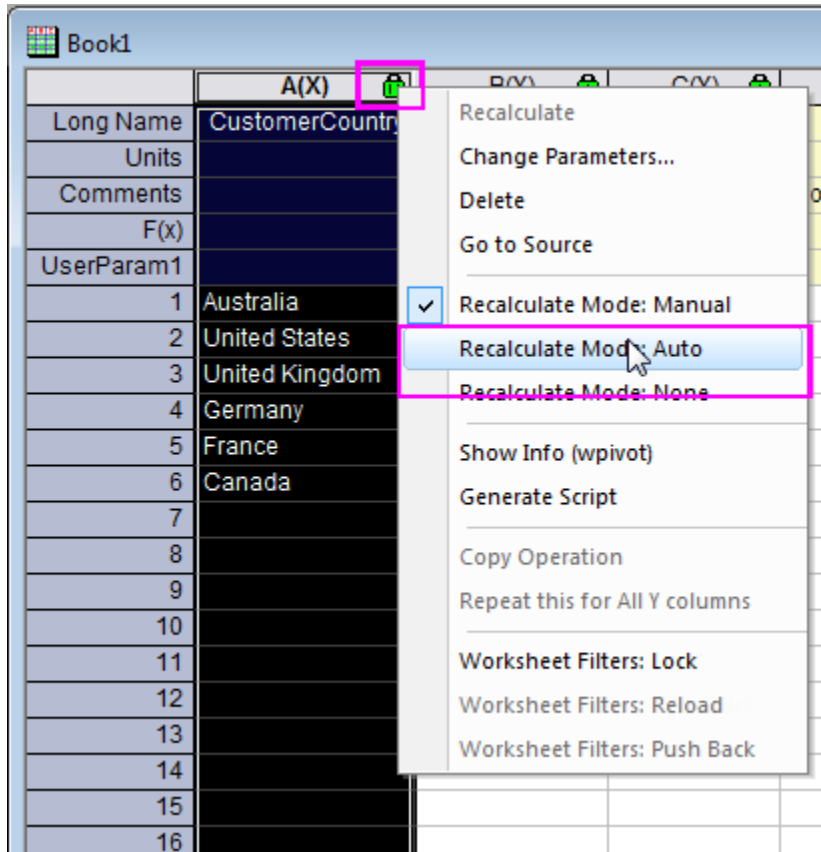 Book1
A(X) B(Y) C(Y)
Long Name CustomerCountry
Units
Comments
F(x)
UserParam1
1 Australia
2 United States
3 United Kingdom
4 Germany
5 France
6 Canada
7
8
9
10
11
12
13
14
15
16
Recalculate
Change Parameters...
Delete
Go to Source
Recalculate Mode: Manual
Recalculate Mode: Auto
Recalculate Mode: None
Show Info (wpivot)
Generate Script
Copy Operation
Repeat this for All Y columns
Worksheet Filters: Lock
Worksheet Filters: Reload
Worksheet Filters: Push Back